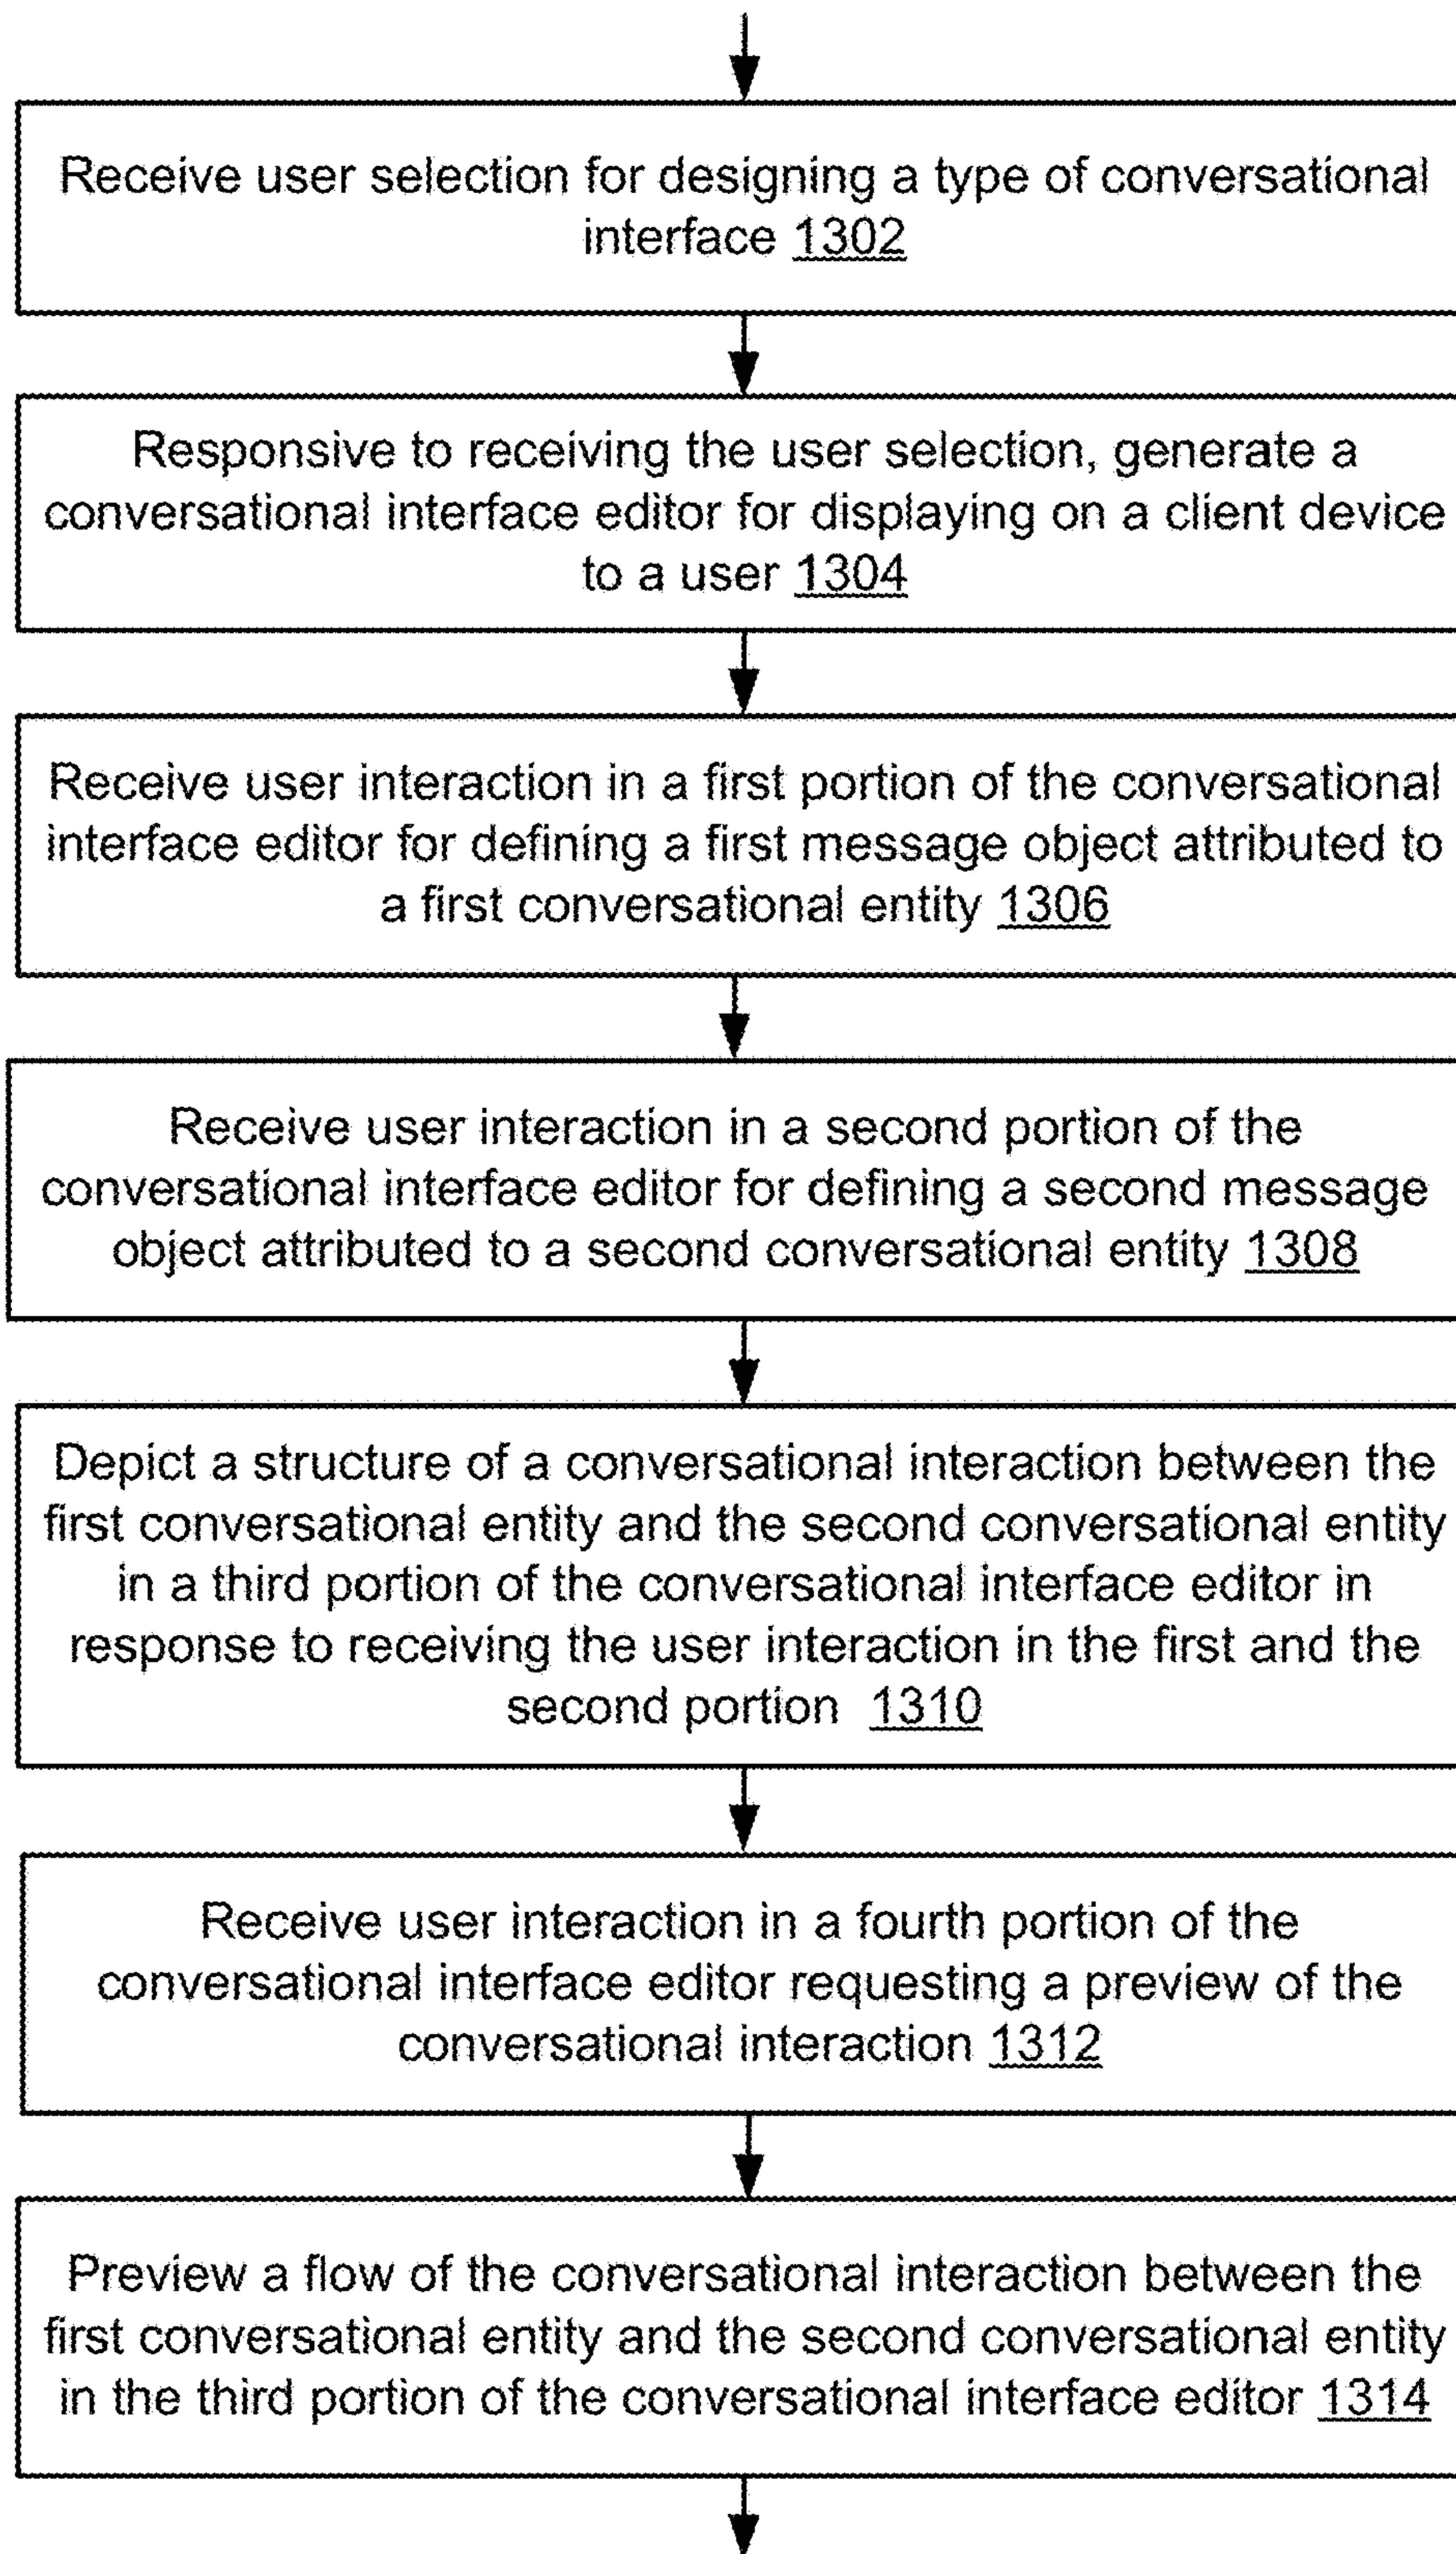 Receive user selection for designing a type of conversational
interface 1302
Responsive to receiving the user selection, generate a
conversational interface editor for displaying on a client device
to a user 1304
Receive user interaction in a first portion of the conversational
interface editor for defining a first message object attributed to
a first conversational entity 1306
Receive user interaction in a second portion of the
conversational interface editor for defining a second message
object attributed to a second conversational entity 1308
Depict a structure of a conversational interaction between the
first conversational entity and the second conversational entity
in a third portion of the conversational interface editor in
response to receiving the user interaction in the first and the
second portion 1310
Receive user interaction in a fourth portion of the
conversational interface editor requesting a preview of the
conversational interaction 1312
Preview a flow of the conversational interaction between the
first conversational entity and the second conversational entity
in the third portion of the conversational interface editor 1314